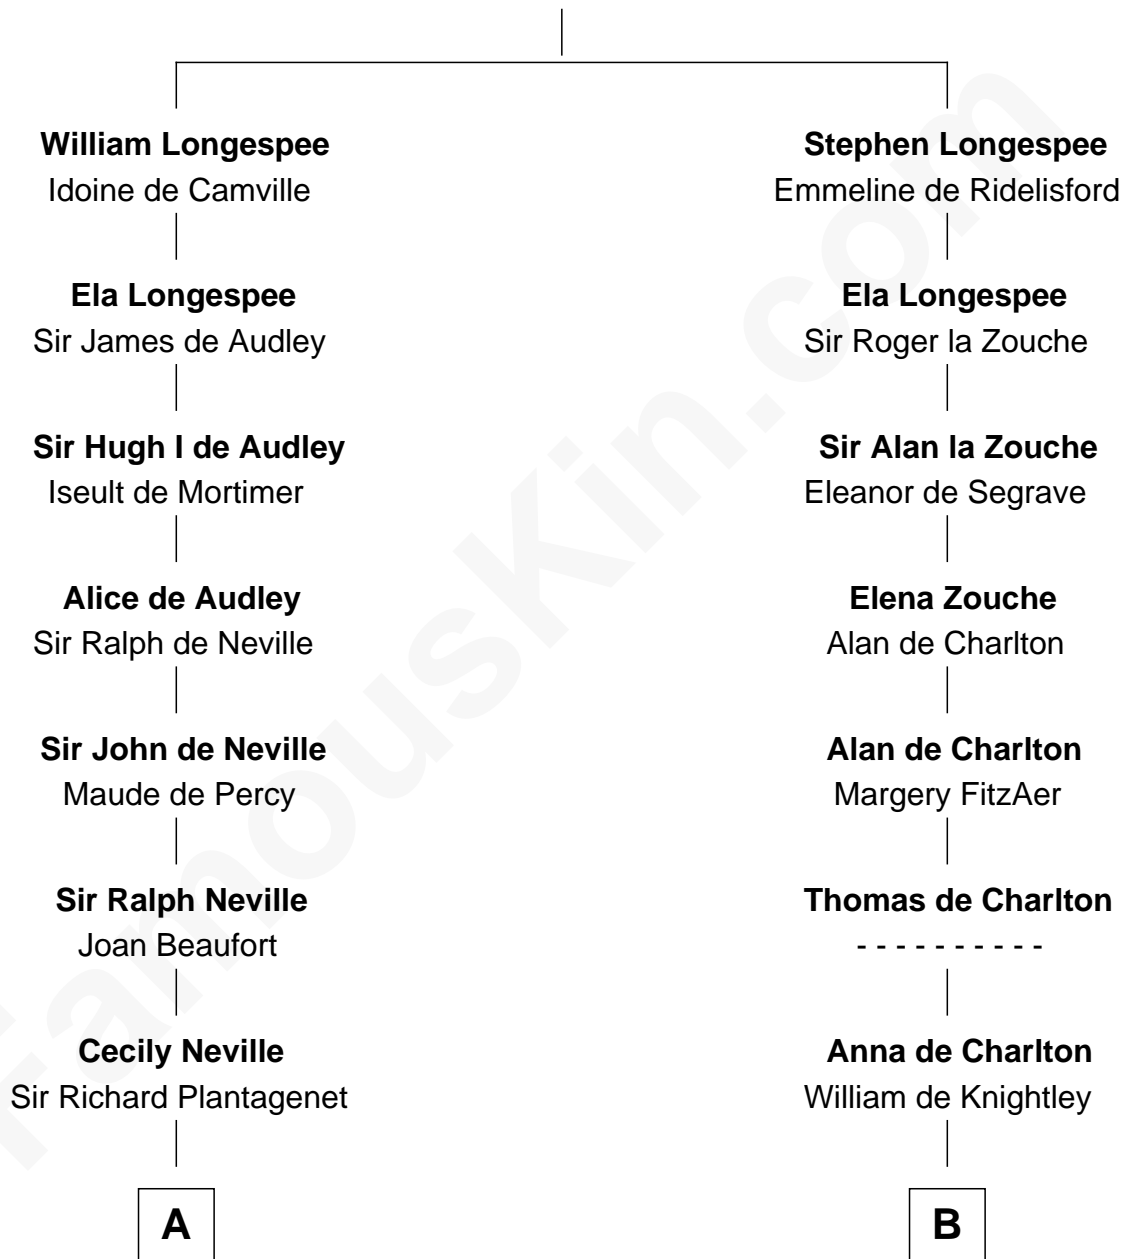 William Longespee
Idoine de Camville
Stephen Longespee
Emmeline de Ridelisford
Ela Longespee
Sir James de Audley
Ela Longespee
Sir Roger la Zouche
Sir Hugh I de Audley
Iseult de Mortimer
Sir Alan la Zouche
Eleanor de Segrave
Alice de Audley
Sir Ralph de Neville
Elena Zouche
Alan de Charlton
Sir John de Neville
Maude de Percy
Alan de Charlton
Margery FitzAer
Sir Ralph Neville
Joan Beaufort
Thomas de Charlton
- - - - - - - - - -
Cecily Neville
Sir Richard Plantagenet
Anna de Charlton
William de Knightley
A
B
FamousKin.com